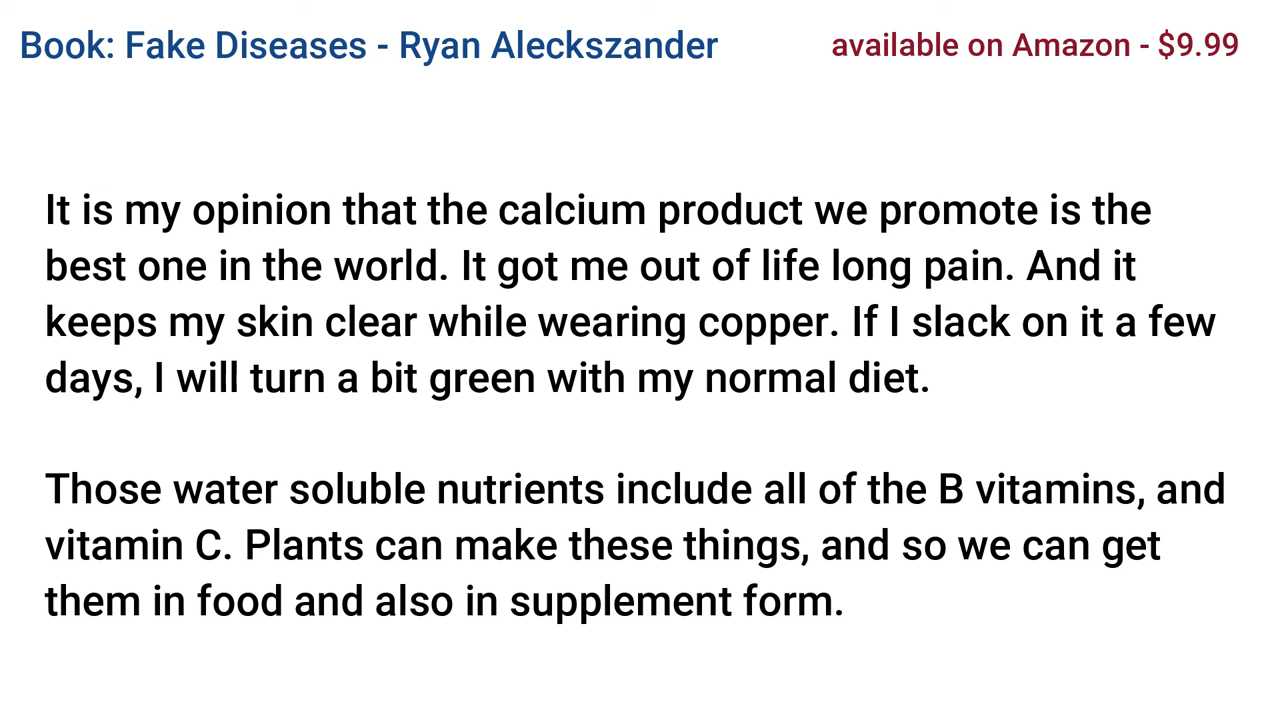 Book: Fake Diseases - Ryan Aleckszander
available on Amazon - $9.99
It is my opinion that the calcium product we promote is the
best one in the world. It got me out of life long pain. And it
keeps my skin clear while wearing copper. If I slack on it a few
days, I will turn a bit green with my normal diet.
Those water soluble nutrients include all of the B vitamins, and
vitamin C. Plants can make these things, and so we can get
them in food and also in supplement form.